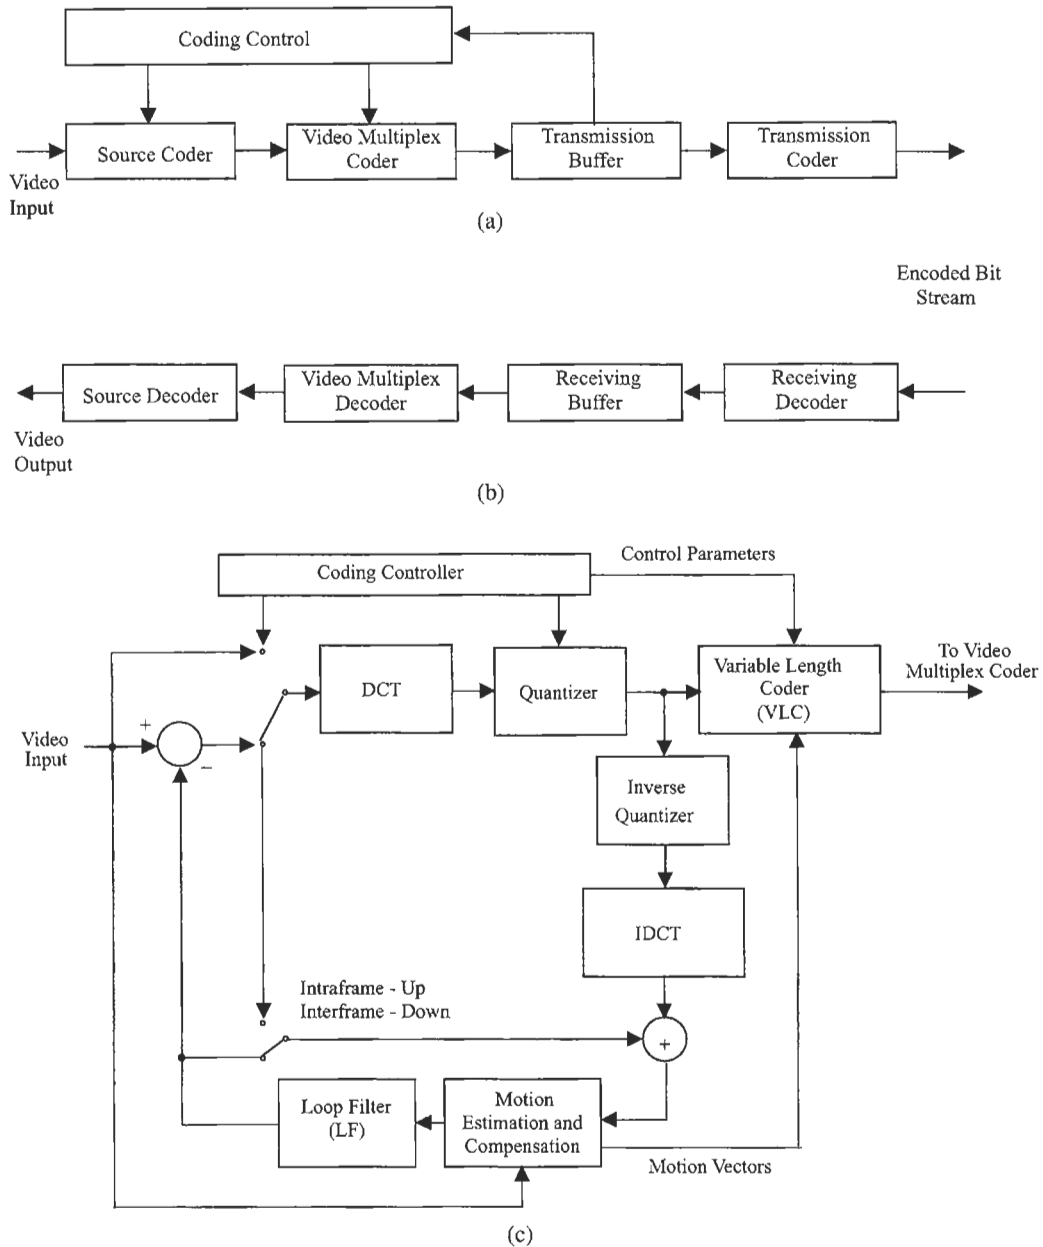 Coding Control
Source Coder
Video Multiplex
Coder
Transmission
Buffer
Transmission
Coder
Video
Input
(a)
Encoded Bit
Stream
Source Decoder
Video Multiplex
Decoder
Receiving
Buffer
Receiving
Decoder
Video
Output
(b)
Coding Controller
Control Parameters
DCT
Quantizer
Variable Length
Coder
(VLC)
To Video
Multiplex Coder
+
Video
Input
−
Inverse
Quantizer
IDCT
Intraframe - Up
Interframe - Down
+
Loop Filter
(LF)
Motion
Estimation and
Compensation
Motion Vectors
(c)